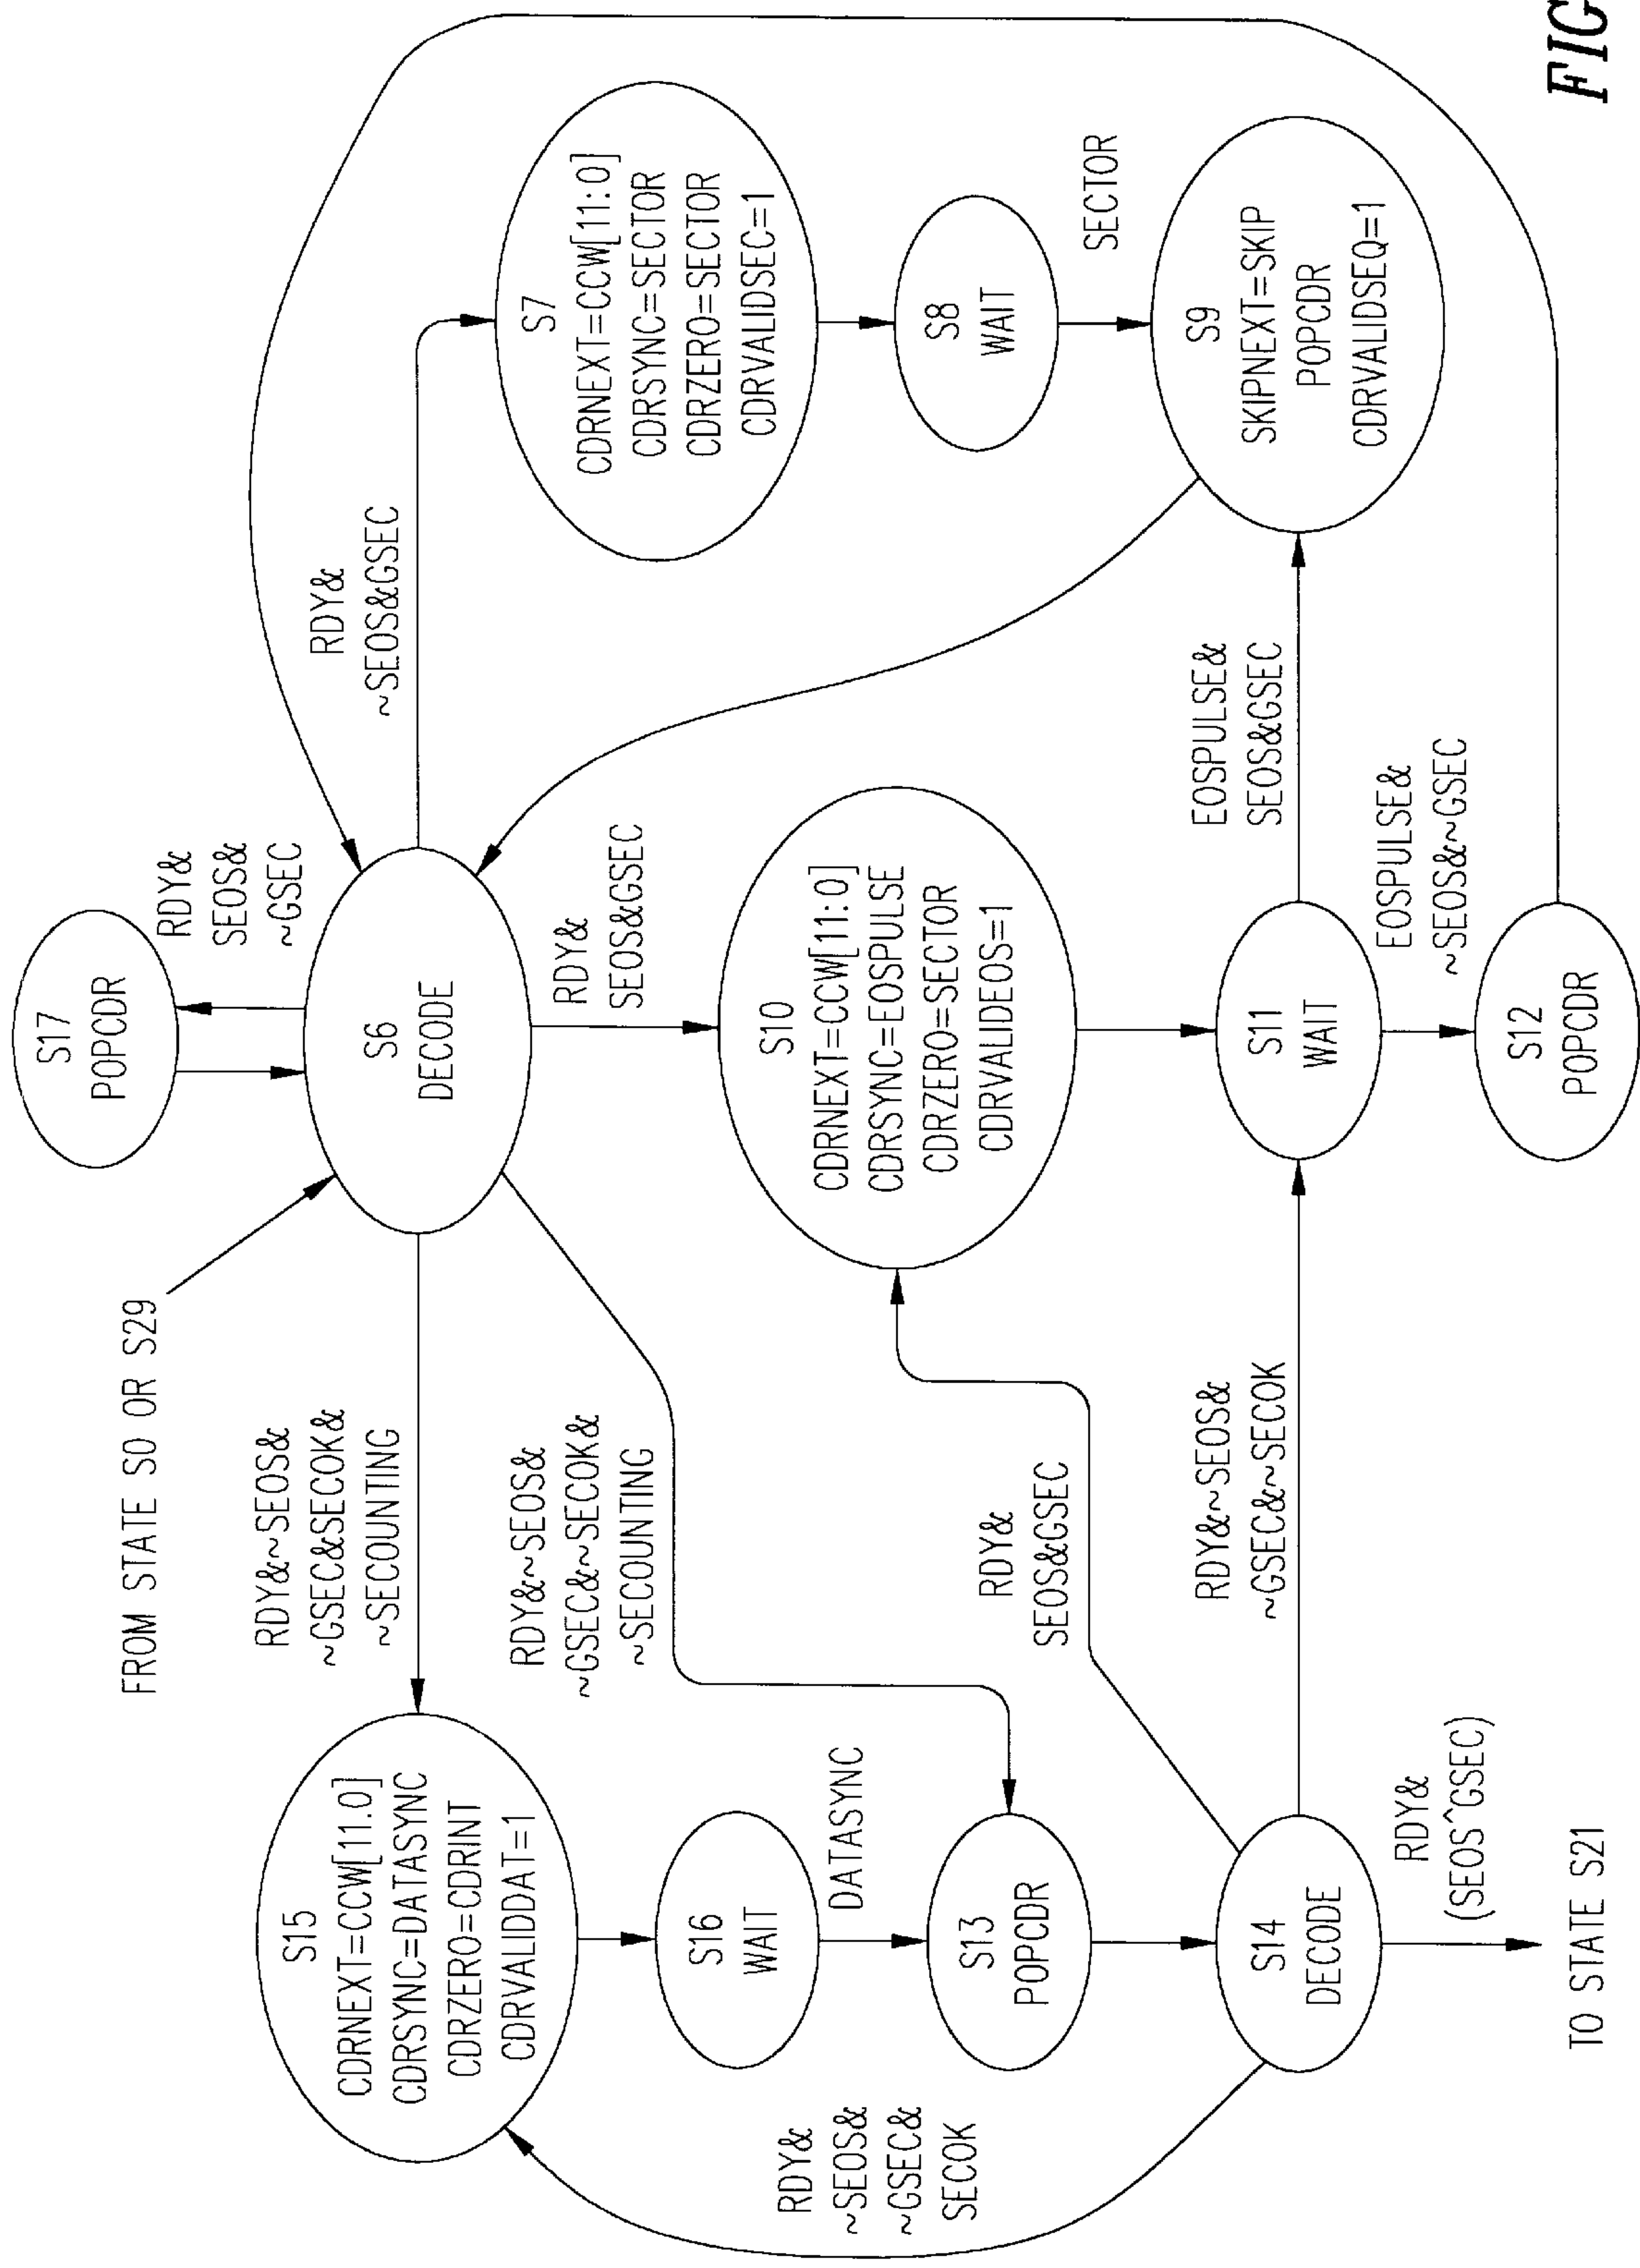 FROM STATE S0 OR S29
S17
POPCDR
RDY&
SEOS&
~GSEC
S6
DECODE
RDY&
~SEOS&GSEC
S7
CDRNEXT=CCW[11:0]
CDRSYNC=SECTOR
CDRZERO=SECTOR
CDRVALIDSEC=1
S8
WAIT
SECTOR
S9
SKIPNEXT=SKIP
POPCDR
CDRVALIDSEQ=1
RDY&~SEOS&
~GSEC&SECOK&
~SECOUNTING
RDY&~SEOS&
~GSEC&~SECOK&
~SECOUNTING
RDY&
SEOS&GSEC
S10
CDRNEXT=CCW[11:0]
CDRSYNC=EOSPULSE
CDRZERO=SECTOR
CDRVALIDEOS=1
S15
CDRNEXT=CCW[11.0]
CDRSYNC=DATASYNC
CDRZERO=CDRINT
CDRVALIDDAT=1
S16
WAIT
DATASYNC
S13
POPCDR
RDY&
SEOS&GSEC
S14
DECODE
RDY&~SEOS&
~GSEC&~SECOK
S11
WAIT
EOSPULSE&
SEOS&GSEC
EOSPULSE&
~SEOS&~GSEC
S12
POPCDR
RDY&
~SEOS&
~GSEC&
SECOK
RDY&
(SEOS^GSEC)
TO STATE S21
FIG